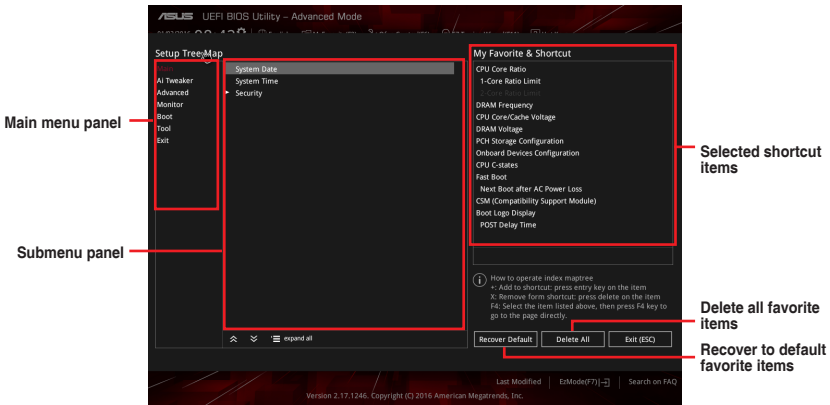 ASUS UEFI BIOS Utility – Advanced Mode
Setup Tree Map
My Favorite & Shortcut
Main menu panel
Ai Tweaker
Advanced
Monitor
Boot
Tool
Exit
Submenu panel
System Date
System Time
Security
expand all
CPU Core Ratio
1-Core Ratio Limit
2-Core Ratio Limit
DRAM Frequency
CPU Core/Cache Voltage
DRAM Voltage
PCH Storage Configuration
Onboard Devices Configuration
CPU C-states
Fast Boot
Next Boot after AC Power Loss
CSM (Compatibility Support Module)
Boot Logo Display
POST Delay Time
Selected shortcut
items
How to operate index maptree
+: Add to shortcut: press entry key on the item
X: Remove form shortcut: press delete on the item
F4: Select the item listed above, then press F4 key to
go to the page directly.
Recover Default
Delete All
Exit (ESC)
Delete all favorite
items
Recover to default
favorite items
Last Modified
EzMode(F7)
Search on FAQ
Version 2.17.1246. Copyright (C) 2016 American Megatrends, Inc.